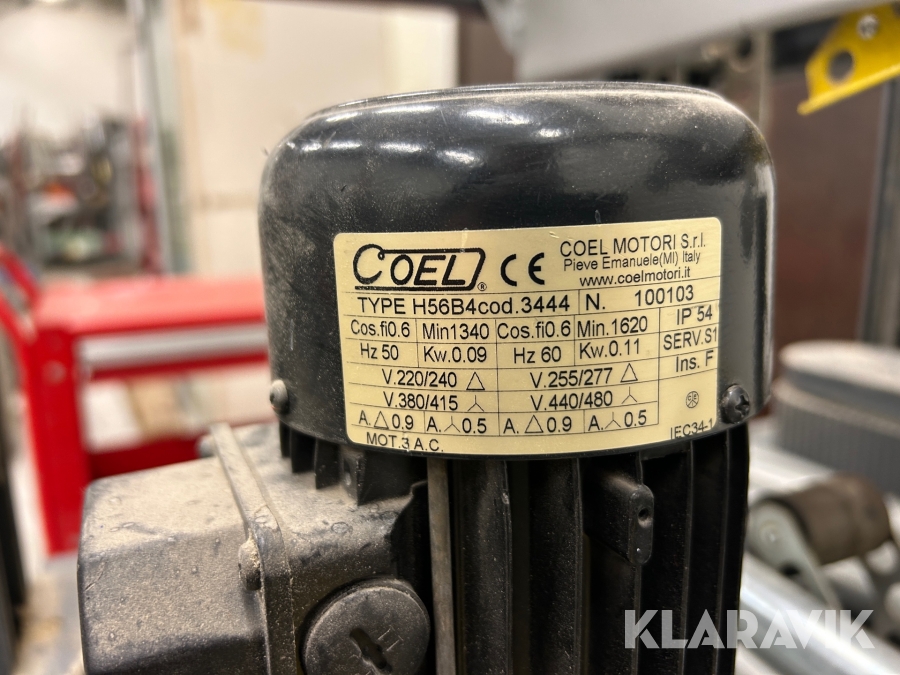 COEL® CE
COEL MOTORI S.r.l.
Pieve Emanuele(MI) Italy
www.coelmotori.it
TYPE H56B4cod.3444 N. 100103
Cos.fi0.6 Min1340 Cos.fi0.6 Min.1620 IP 54
Hz 50 Kw.0.09 Hz 60 Kw.0.11 SERV.S1
V.220/240 △ V.255/277 △ Ins. F
V.380/415 ⅄ V.440/480 ⅄
A.△0.9 A.⅄0.5 A.△0.9 A.⅄0.5
MOT.3 A.C. IEC34-1
KLARAVIK